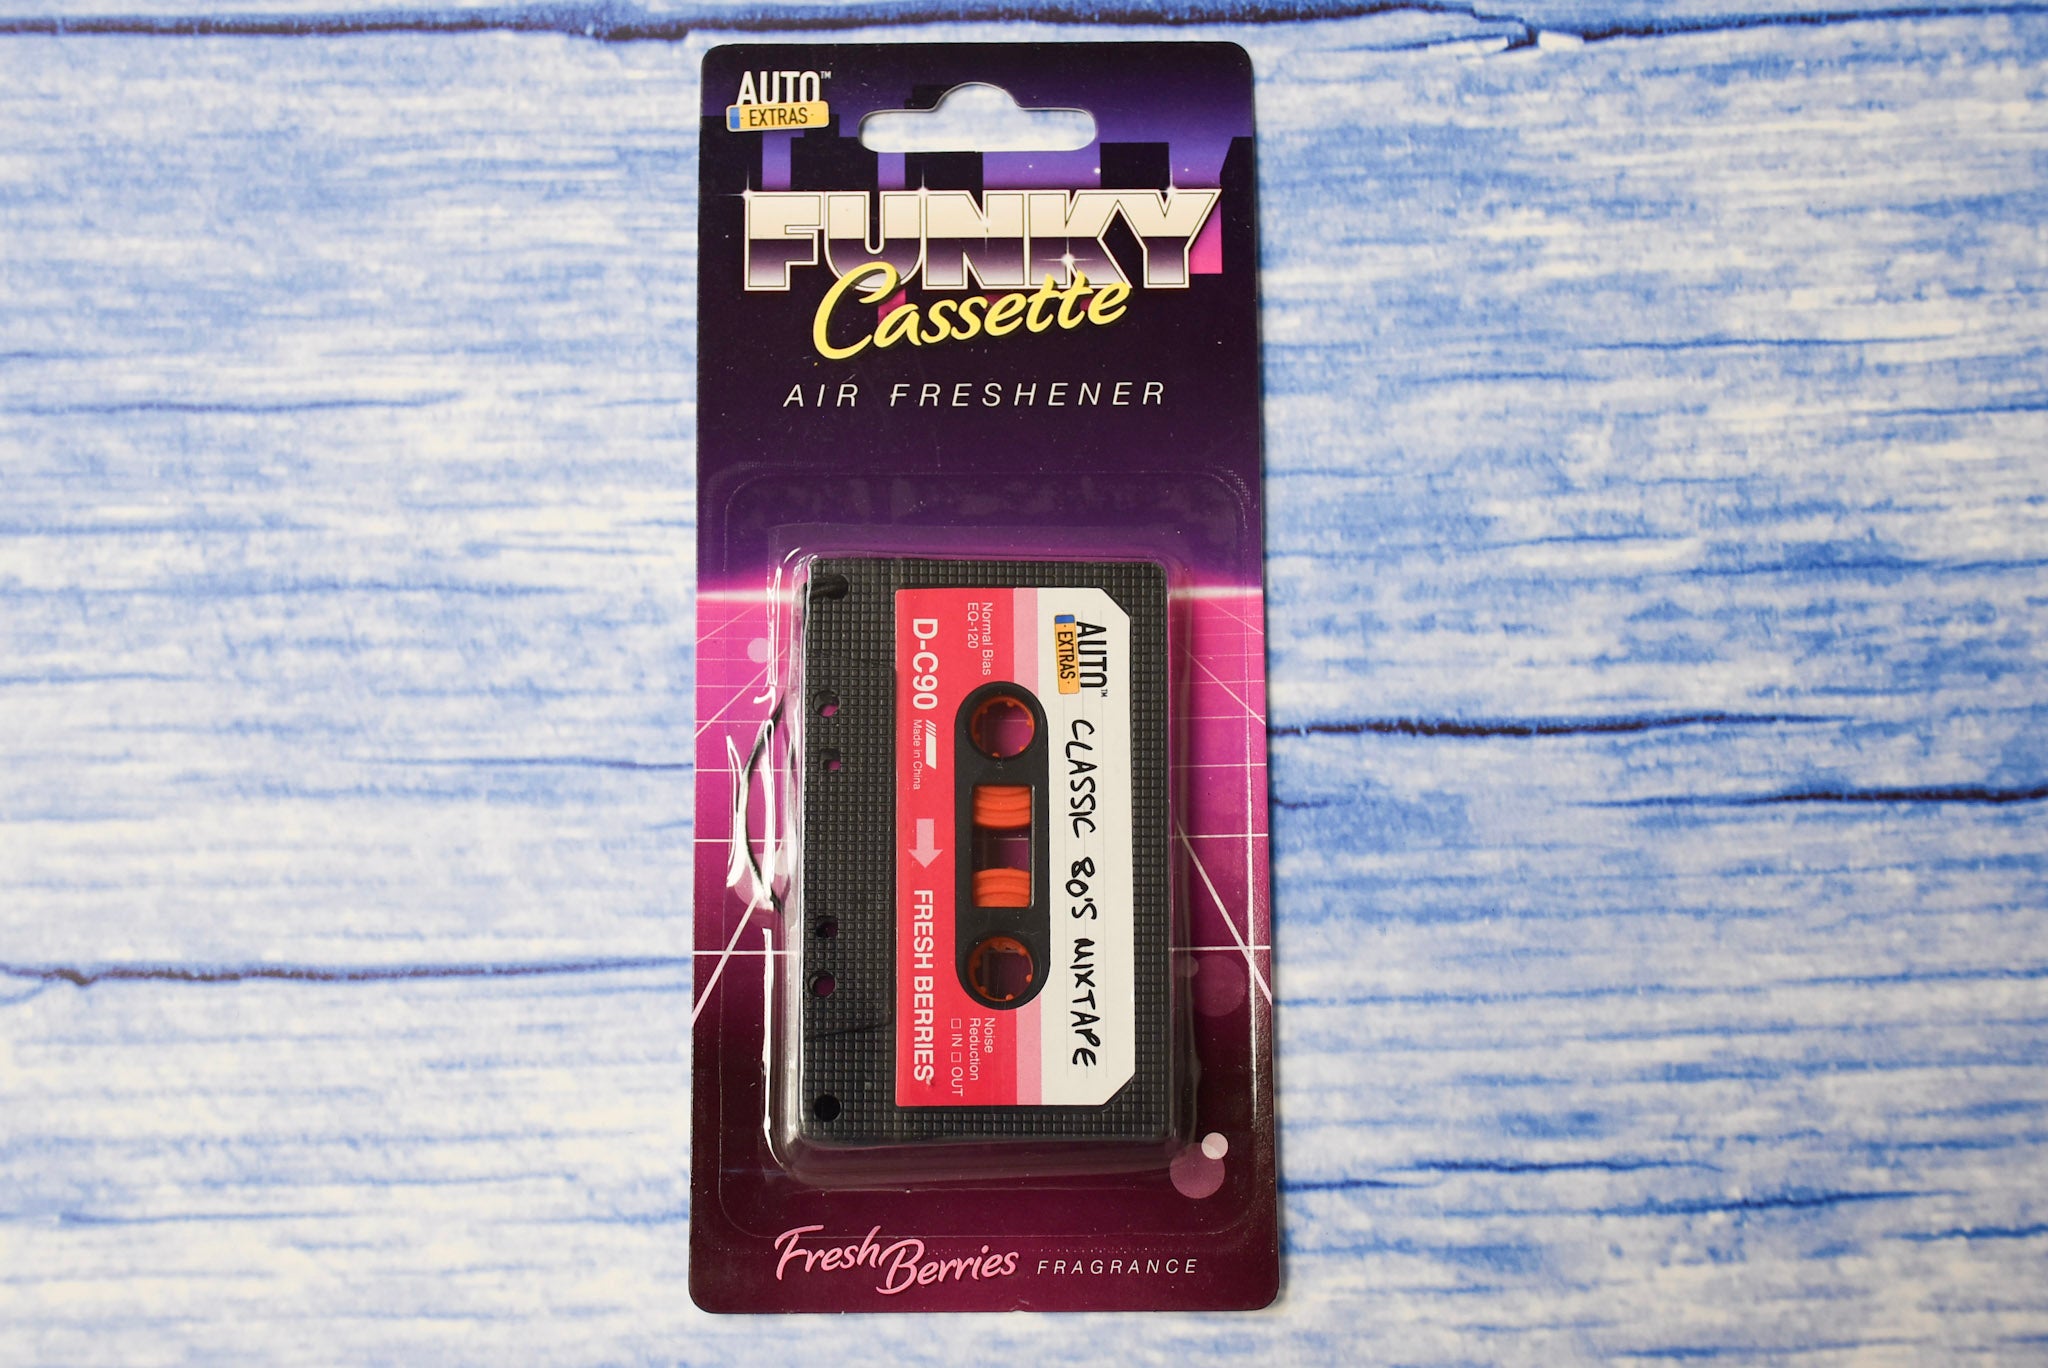 AUTO™
EXTRAS
FUNKY
Cassette
AIR FRESHENER
AUTO™
EXTRAS
CLASSIC 80'S MIXTAPE
Normal Bias
EQ-120
Noise
Reduction
☐ IN ☐ OUT
D-C90
Made in China
FRESH BERRIES
Fresh Berries FRAGRANCE